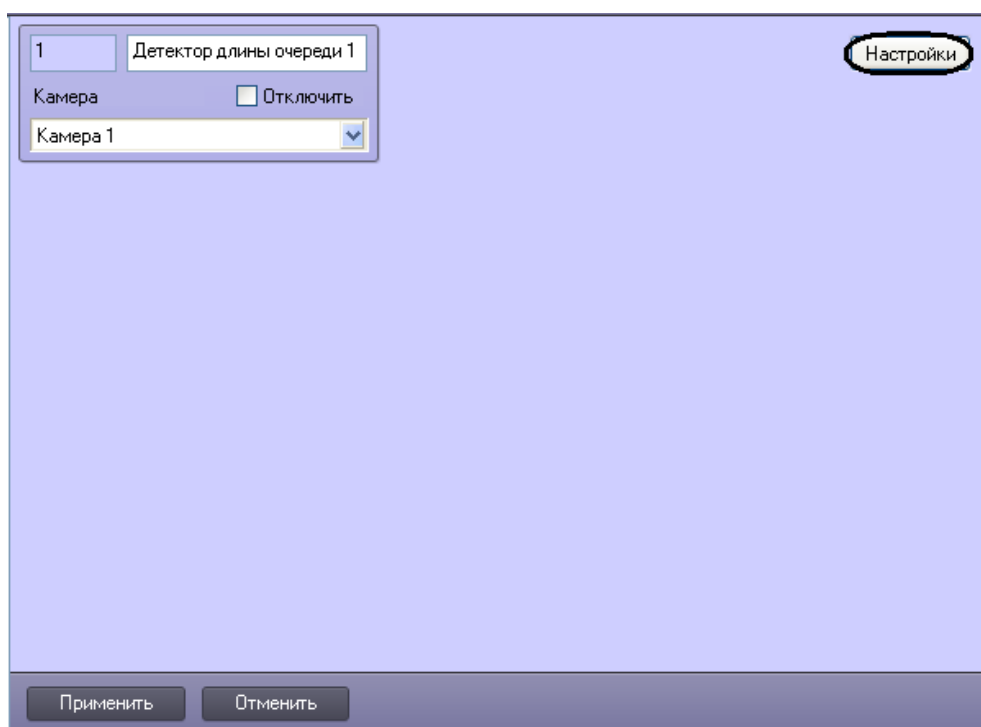 1 Детектор длины очереди 1
Настройки
Камера Отключить
Камера 1
Применить Отменить